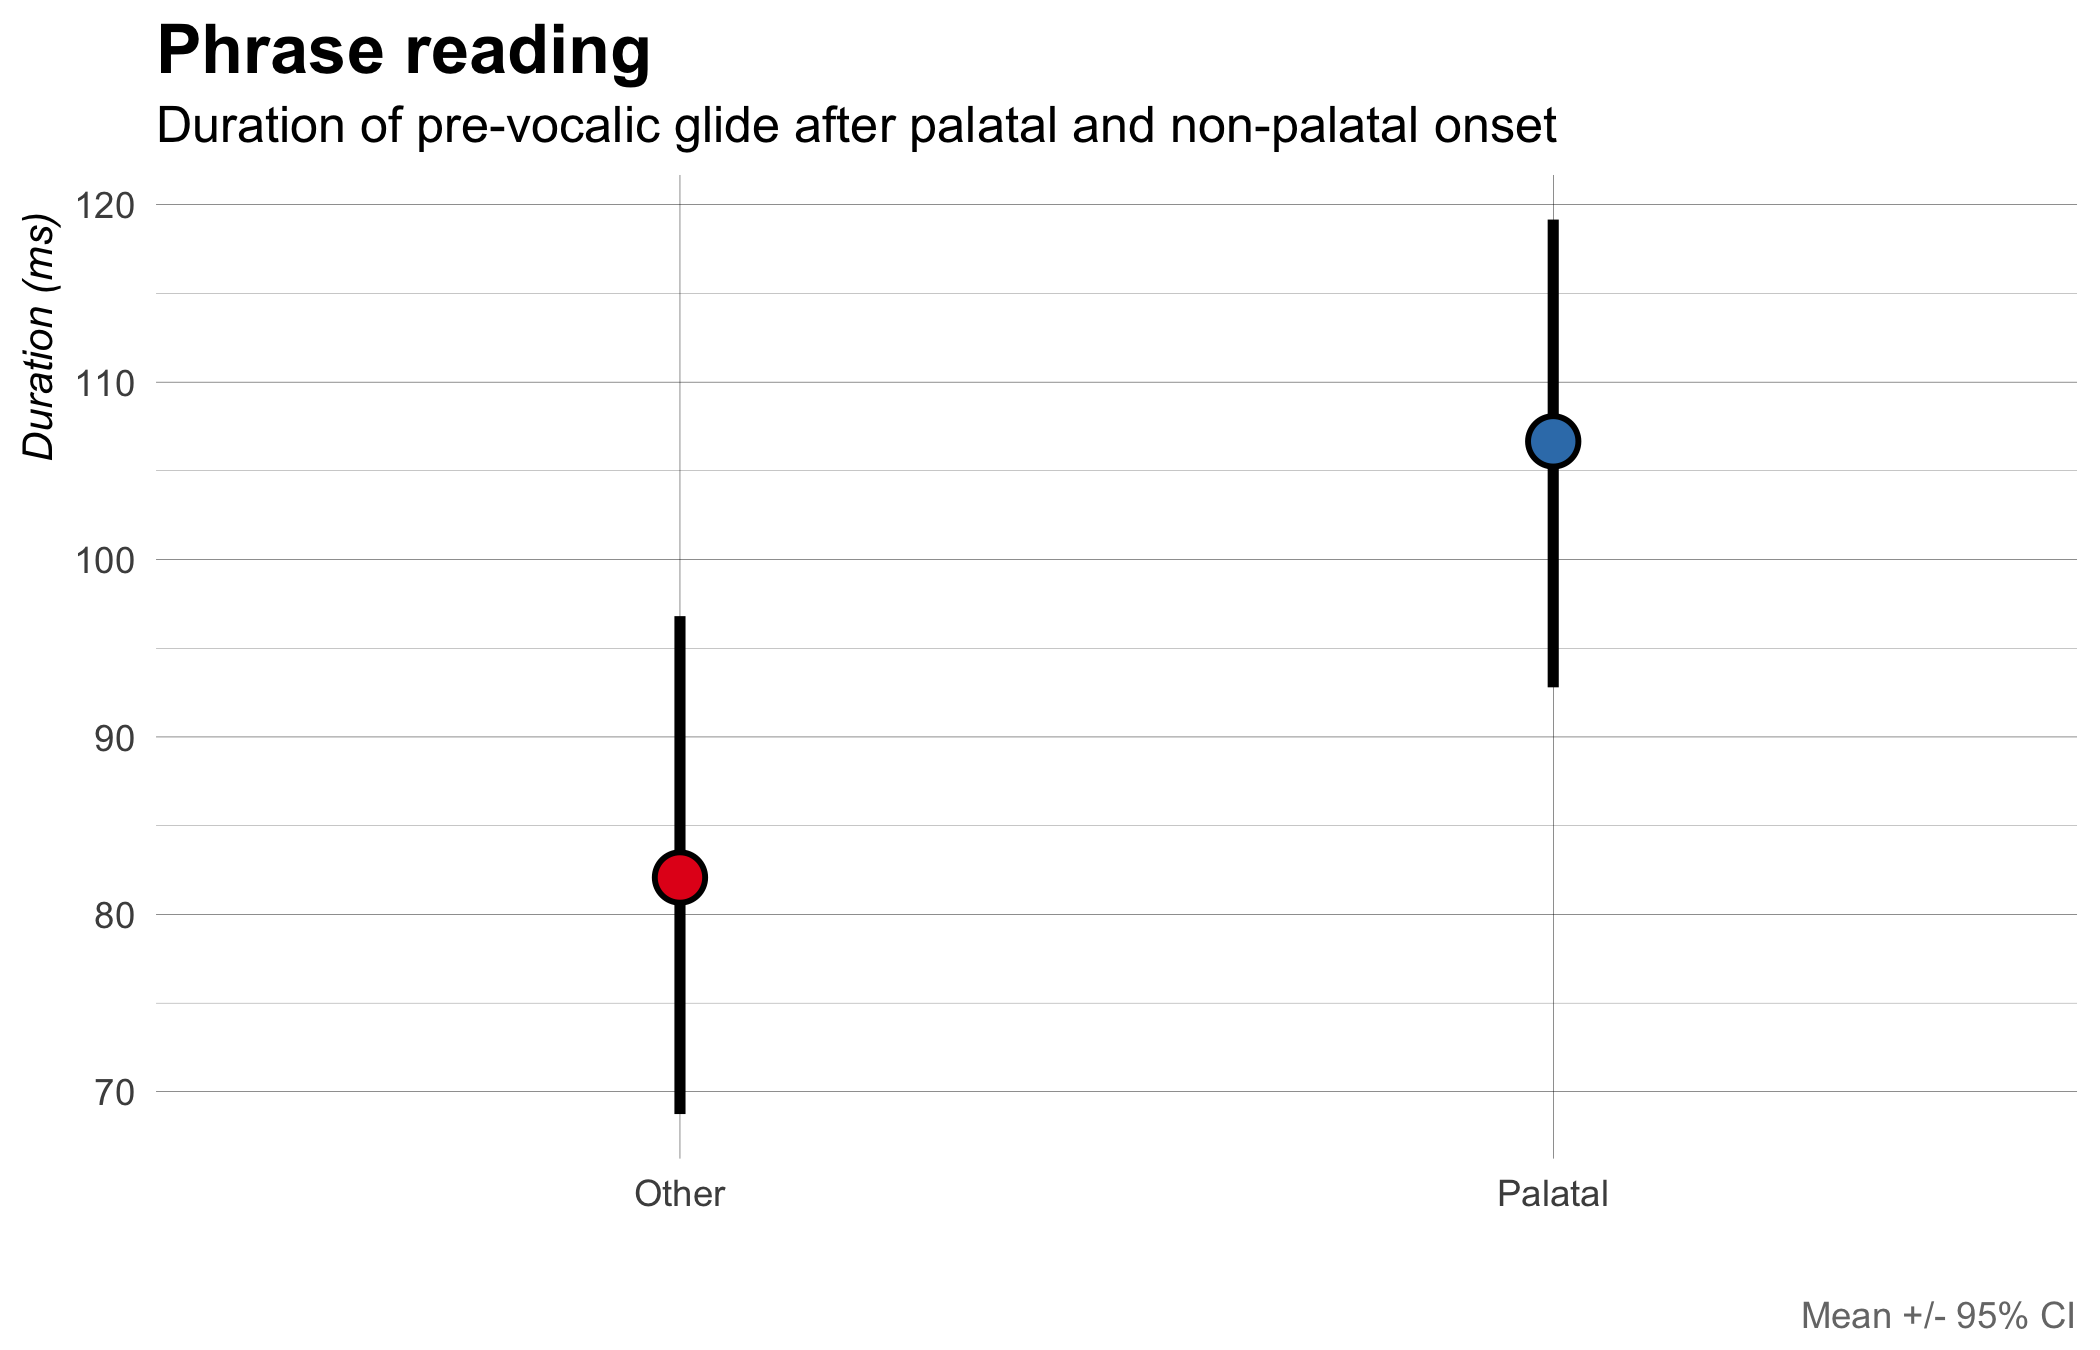 Phrase reading
Duration of pre-vocalic glide after palatal and non-palatal onset
Duration (ms)
120
110
100
90
80
70
Other
Palatal
Mean +/- 95% CI